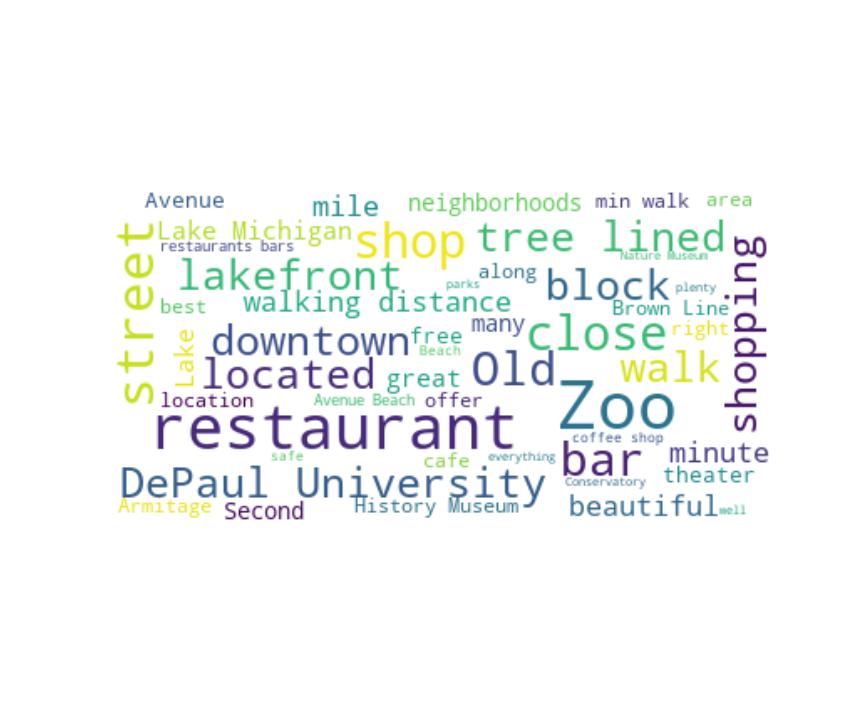 Avenue
mile
neighborhoods
min walk
area
street
Lake Michigan
restaurants bars
shop
tree lined
Nature Museum
shopping
lakefront
parks
along
block
plenty
best
walking distance
Brown Line
Lake
downtown
free
Beach
many
close
right
located
great
Old
walk
location
Avenue Beach
offer
Zoo
restaurant
coffee shop
safe
cafe
everything
bar
minute
DePaul University
Conservatory
theater
Armitage
Second
History Museum
beautiful
well